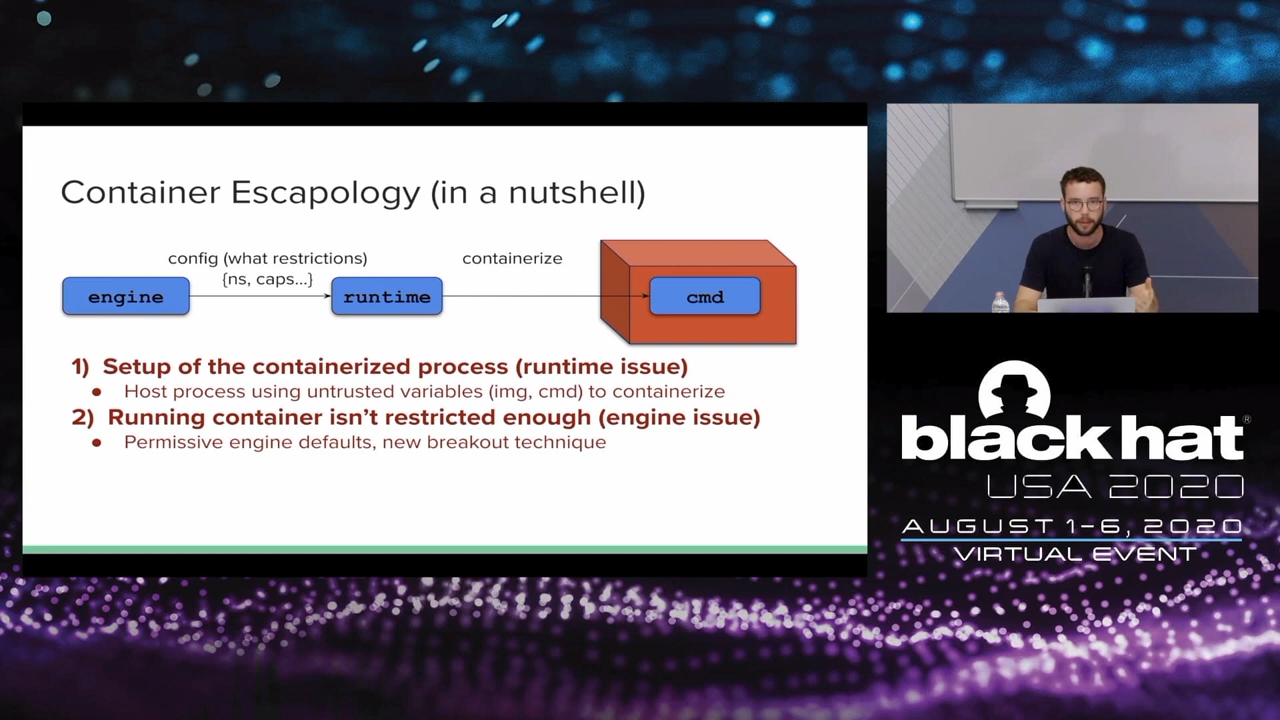 Container Escapology (in a nutshell)
config (what restrictions)
{ns, caps...}
containerize
engine
runtime
cmd
1) Setup of the containerized process (runtime issue)
● Host process using untrusted variables (img, cmd) to containerize
2) Running container isn’t restricted enough (engine issue)
● Permissive engine defaults, new breakout technique
black hat®
USA 2020
AUGUST 1-6, 2020
VIRTUAL EVENT